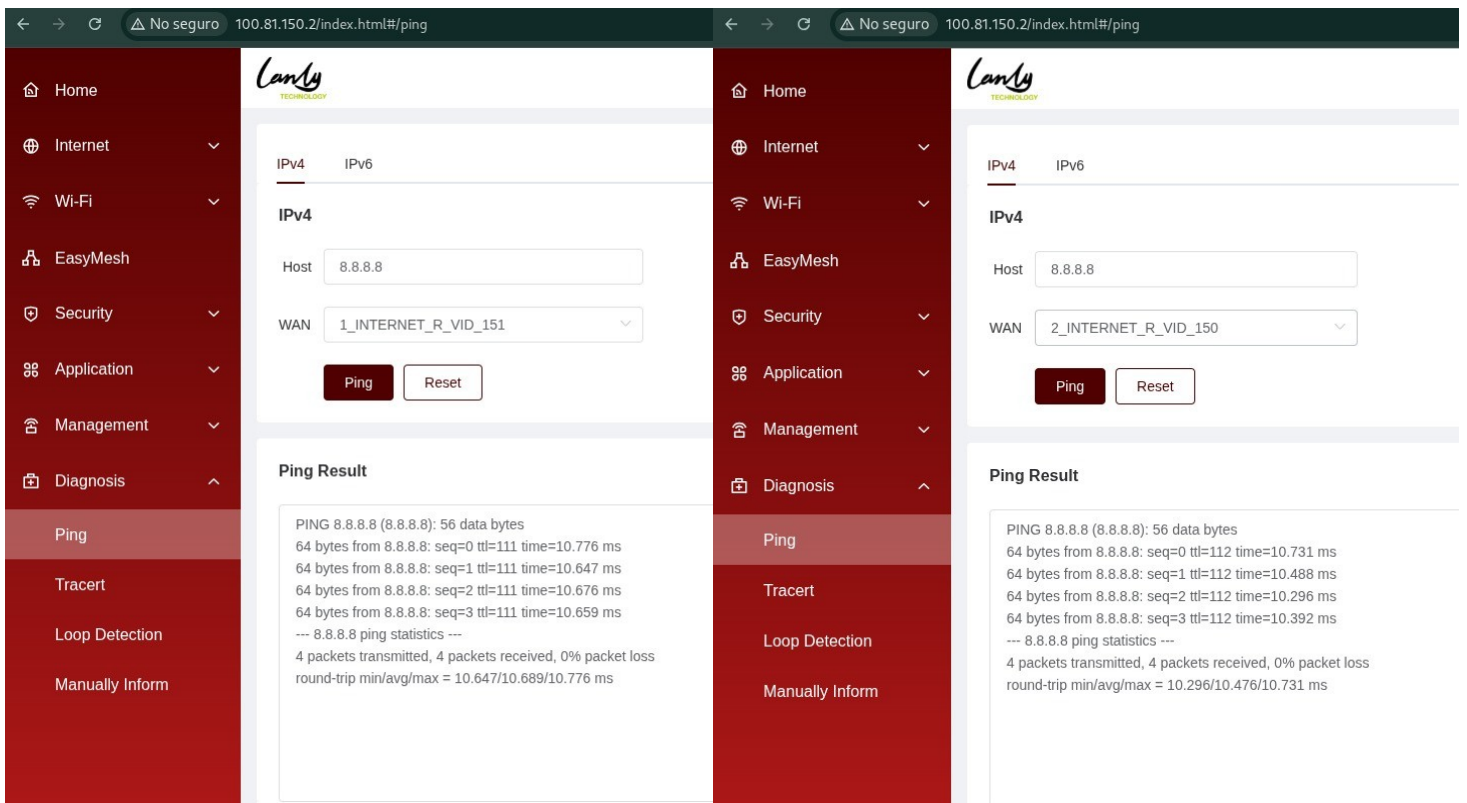 No seguro 100.81.150.2/index.html#/ping
Home
Internet
Wi-Fi
EasyMesh
Security
Application
Management
Diagnosis
Ping
Tracert
Loop Detection
Manually Inform
Lanly
TECHNOLOGY
IPv4 IPv6
IPv4
Host 8.8.8.8
WAN 1_INTERNET_R_VID_151
Ping Reset
Ping Result
PING 8.8.8.8 (8.8.8.8): 56 data bytes
64 bytes from 8.8.8.8: seq=0 ttl=111 time=10.776 ms
64 bytes from 8.8.8.8: seq=1 ttl=111 time=10.647 ms
64 bytes from 8.8.8.8: seq=2 ttl=111 time=10.676 ms
64 bytes from 8.8.8.8: seq=3 ttl=111 time=10.659 ms
--- 8.8.8.8 ping statistics ---
4 packets transmitted, 4 packets received, 0% packet loss
round-trip min/avg/max = 10.647/10.689/10.776 ms
No seguro 100.81.150.2/index.html#/ping
Home
Internet
Wi-Fi
EasyMesh
Security
Application
Management
Diagnosis
Ping
Tracert
Loop Detection
Manually Inform
Lanly
TECHNOLOGY
IPv4 IPv6
IPv4
Host 8.8.8.8
WAN 2_INTERNET_R_VID_150
Ping Reset
Ping Result
PING 8.8.8.8 (8.8.8.8): 56 data bytes
64 bytes from 8.8.8.8: seq=0 ttl=112 time=10.731 ms
64 bytes from 8.8.8.8: seq=1 ttl=112 time=10.488 ms
64 bytes from 8.8.8.8: seq=2 ttl=112 time=10.296 ms
64 bytes from 8.8.8.8: seq=3 ttl=112 time=10.392 ms
--- 8.8.8.8 ping statistics ---
4 packets transmitted, 4 packets received, 0% packet loss
round-trip min/avg/max = 10.296/10.476/10.731 ms